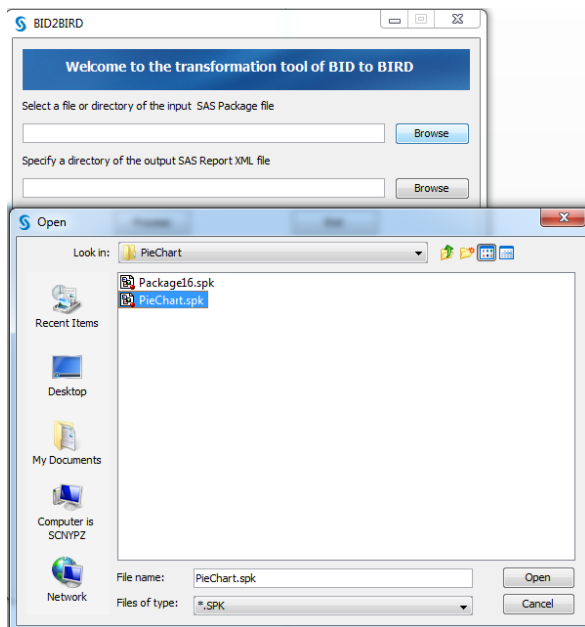 BID2BIRD
Welcome to the transformation tool of BID to BIRD
Select a file or directory of the input SAS Package file
Browse
Specify a directory of the output SAS Report XML file
Browse
Open
Look in:
PieChart
Package16.spk
PieChart.spk
Recent Items
Desktop
My Documents
Computer is
SCNYPZ
Network
File name:
PieChart.spk
Open
Files of type:
*.SPK
Cancel